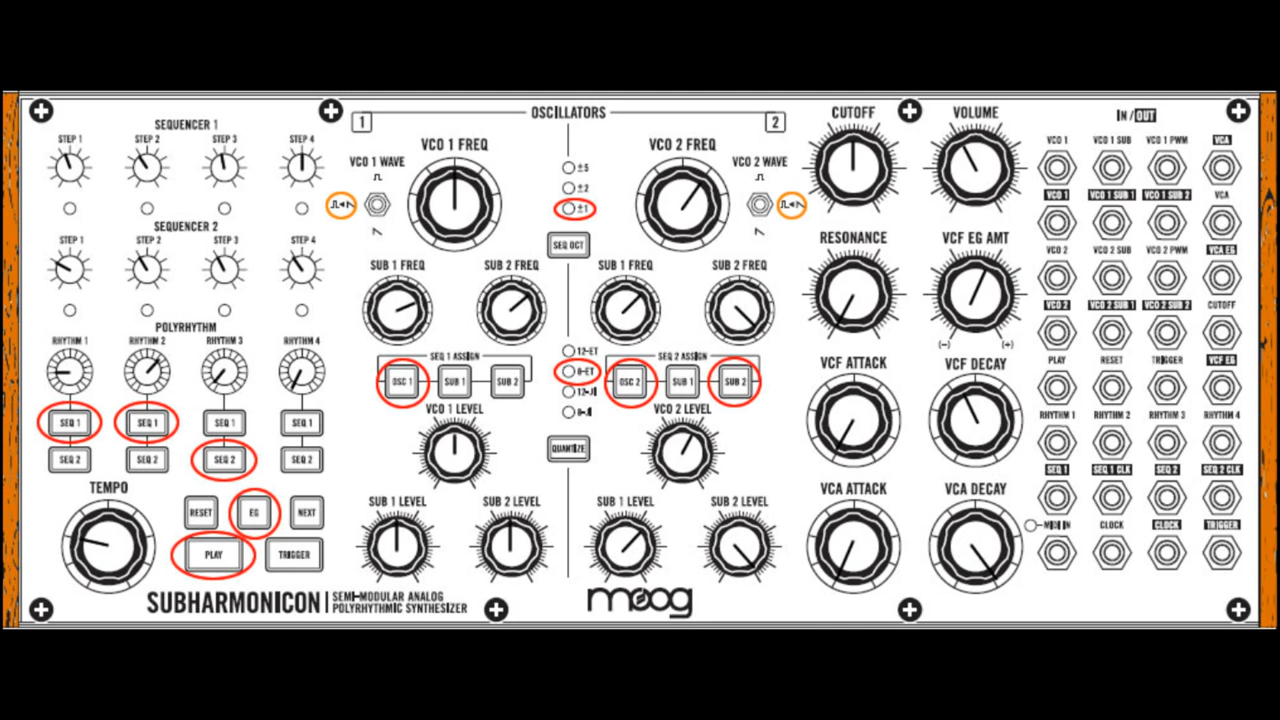 SEQUENCER 1
STEP 1 STEP 2 STEP 3 STEP 4
SEQUENCER 2
STEP 1 STEP 2 STEP 3 STEP 4
POLYRHYTHM
RHYTHM 1 RHYTHM 2 RHYTHM 3 RHYTHM 4
SEQ 1 SEQ 1 SEQ 1 SEQ 1
SEQ 2 SEQ 2 SEQ 2 SEQ 2
TEMPO
RESET EG NEXT
PLAY TRIGGER
SUBHARMONICON
SEMI-MODULAR ANALOG
POLYRHYTHMIC SYNTHESIZER
OSCILLATORS
1 2
VCO 1 FREQ VCO 2 FREQ
VCO 1 WAVE VCO 2 WAVE
±5
±2
±1
SEQ OCT
SUB 1 FREQ SUB 2 FREQ SUB 1 FREQ SUB 2 FREQ
12-ET
8-ET
12-JI
8-JI
SEQ 1 ASSIGN SEQ 2 ASSIGN
OSC 1 SUB 1 SUB 2 OSC 2 SUB 1 SUB 2
VCO 1 LEVEL VCO 2 LEVEL
QUANTIZE
SUB 1 LEVEL SUB 2 LEVEL SUB 1 LEVEL SUB 2 LEVEL
moog
CUTOFF VOLUME
RESONANCE VCF EG AMT
(-) (+)
VCF ATTACK VCF DECAY
VCA ATTACK VCA DECAY
IN / OUT
VCO 1 VCO 1 SUB VCO 1 PWM VCA
VCO 1 VCO 1 SUB 1 VCO 1 SUB 2 VCA
VCO 2 VCO 2 SUB VCO 2 PWM VCA EG
VCO 2 VCO 2 SUB 1 VCO 2 SUB 2 CUTOFF
PLAY RESET TRIGGER VCF EG
RHYTHM 1 RHYTHM 2 RHYTHM 3 RHYTHM 4
SEQ 1 SEQ 1 CLK SEQ 2 SEQ 2 CLK
MIDI IN CLOCK CLOCK TRIGGER